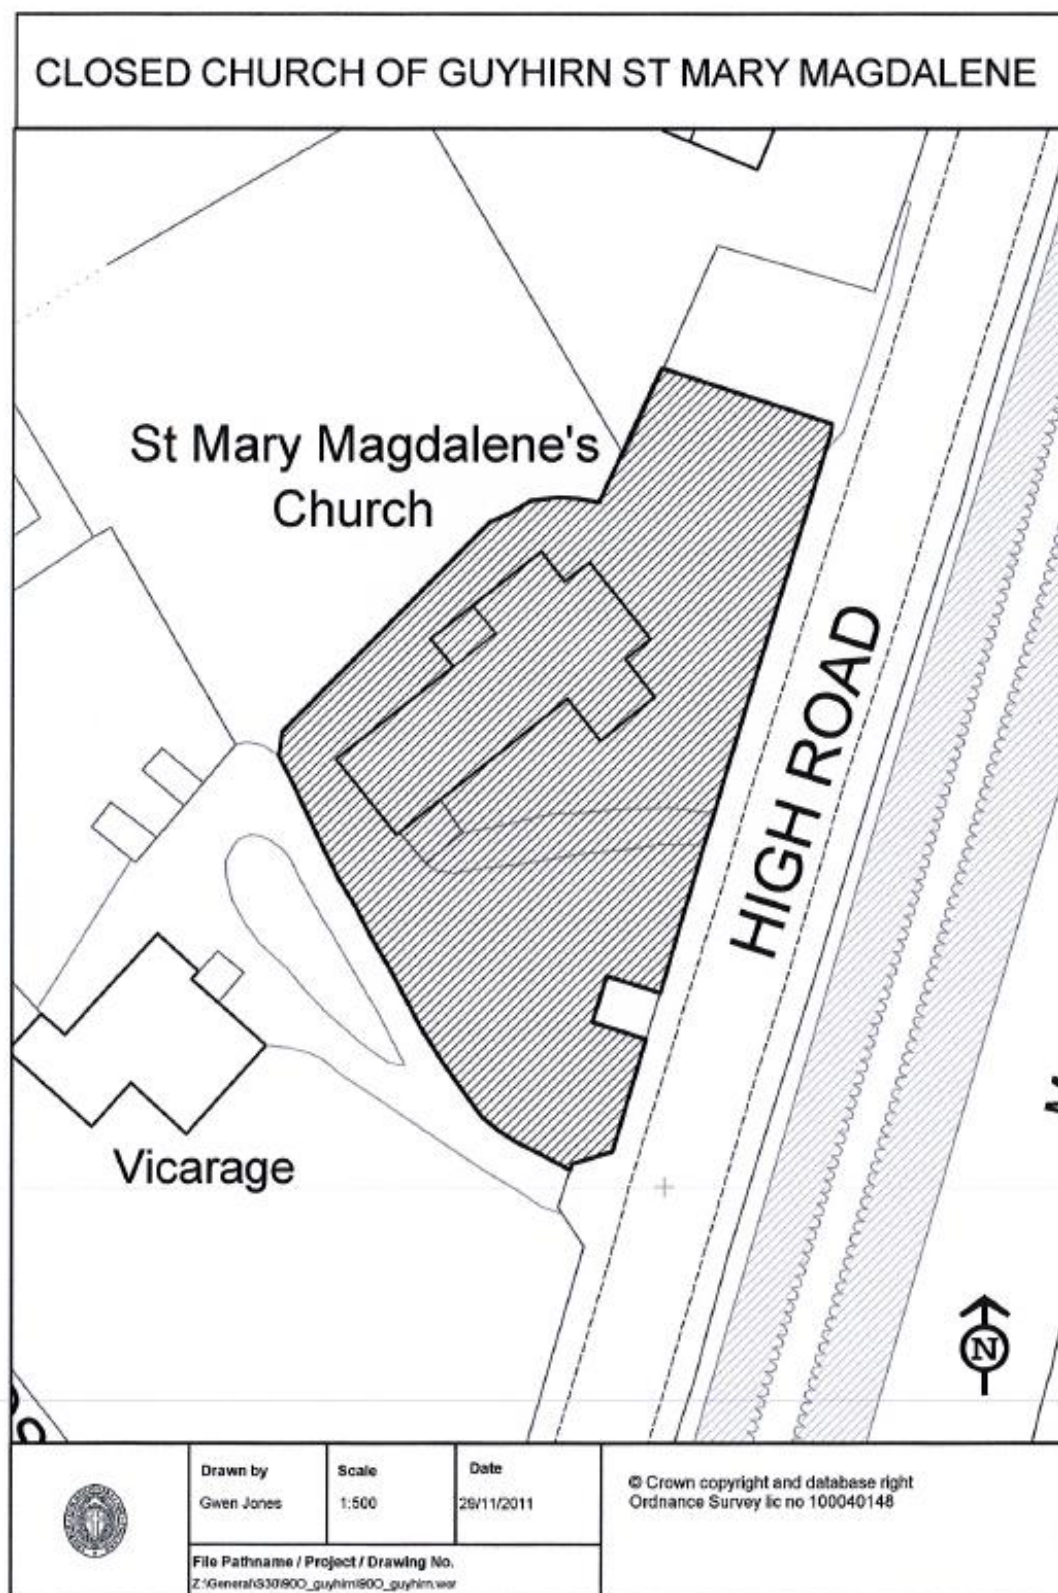 CLOSED CHURCH OF GUYHIRN ST MARY MAGDALENE
St Mary Magdalene's
Church
HIGH ROAD
Vicarage
N
Drawn by
Gwen Jones
Scale
1:500
Date
29/11/2011
© Crown copyright and database right
Ordnance Survey lic no 100040148
File Pathname / Project / Drawing No.